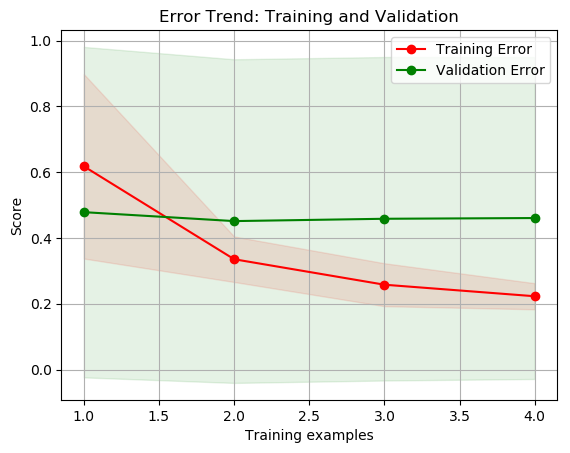 Error Trend: Training and Validation
Training Error
Validation Error
Score
1.0
0.8
0.6
0.4
0.2
0.0
1.0 1.5 2.0 2.5 3.0 3.5 4.0
Training examples